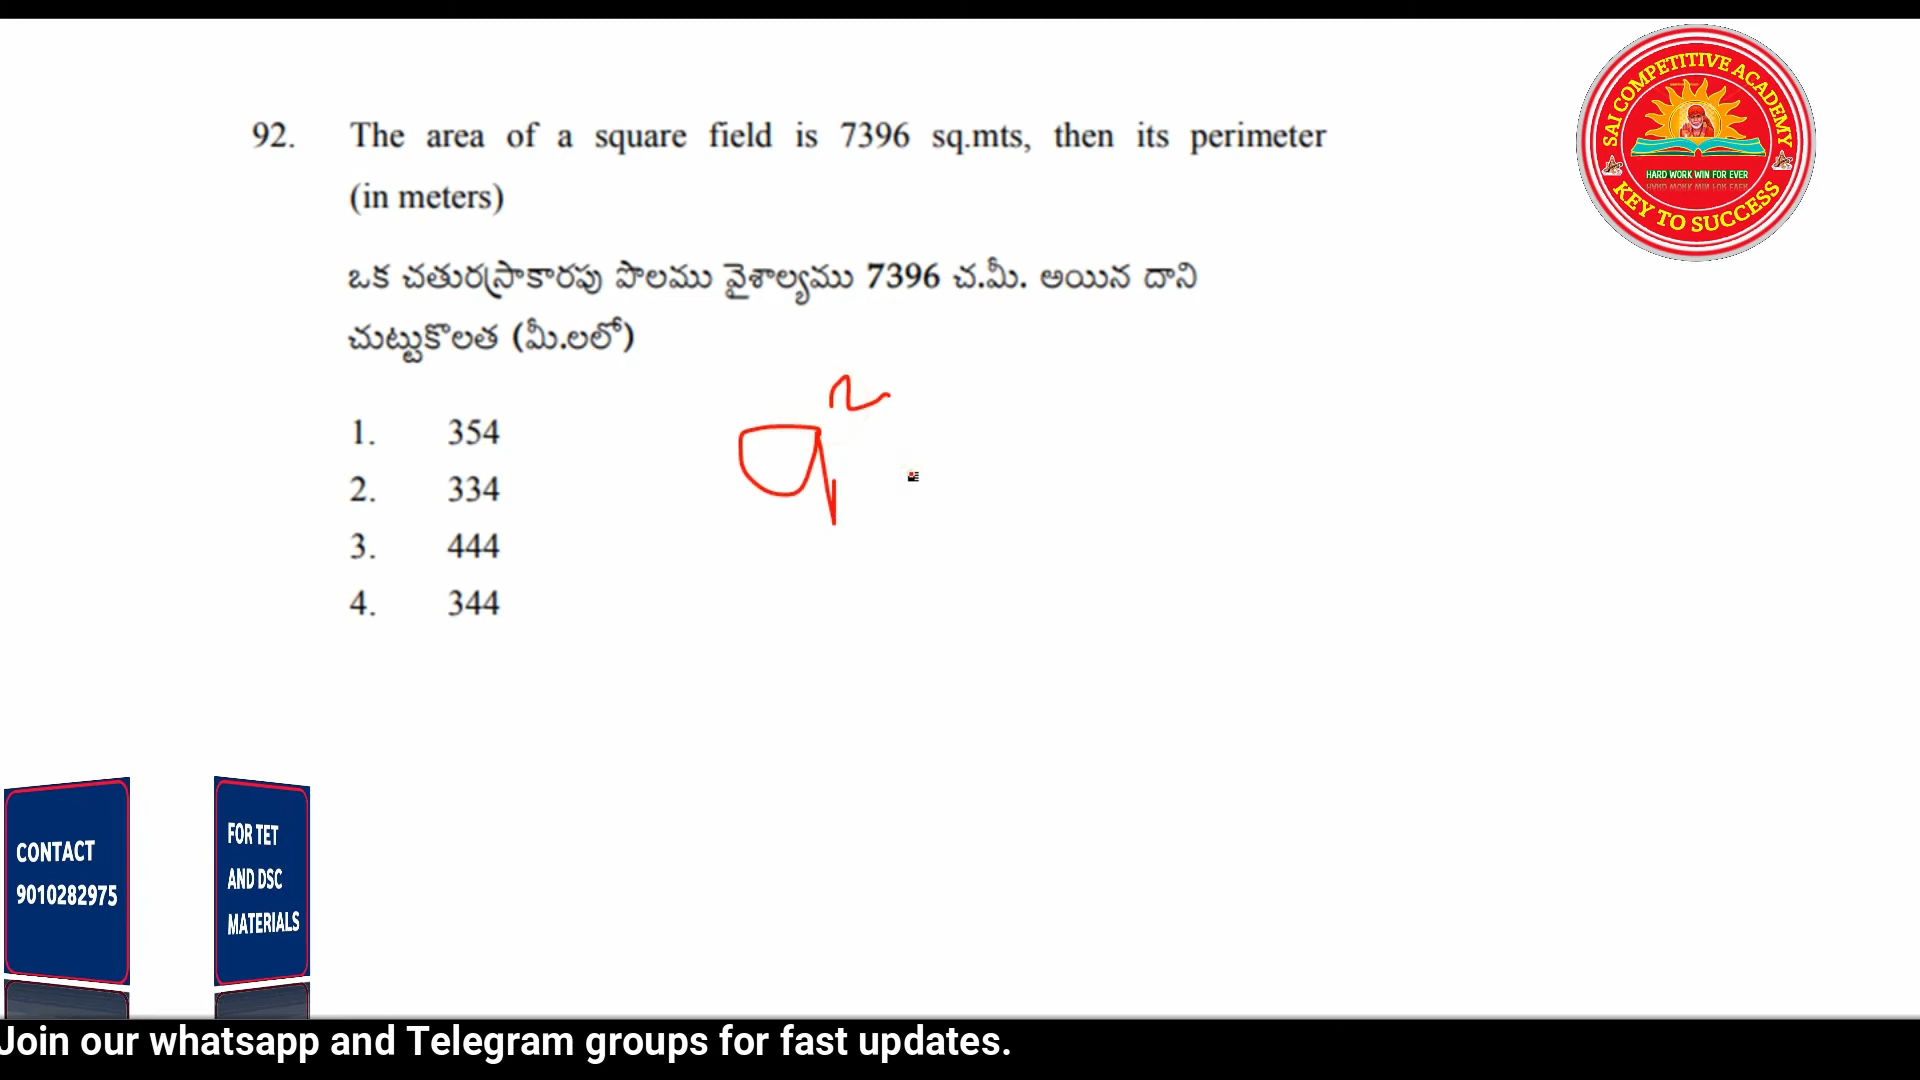 SAI COMPETITIVE ACADEMY
HARD WORK WIN FOR EVER
KEY TO SUCCESS
92. The area of a square field is 7396 sq.mts, then its perimeter
(in meters)
ఒక చతురస్రాకారపు పొలము వైశాల్యము 7396 చ.మీ. అయిన దాని
చుట్టుకొలత (మీ.లలో)
a²
1. 354
2. 334
3. 444
4. 344
CONTACT
9010282975
FOR TET
AND DSC
MATERIALS
Join our whatsapp and Telegram groups for fast updates.